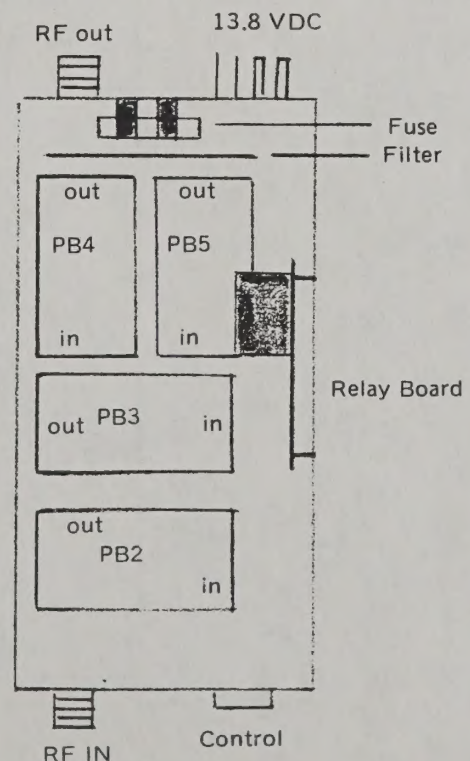 13.8 VDC
RF out
Fuse
Filter
out
out
PB4
PB5
in
in
Relay Board
PB3
out
in
out
PB2
in
Control
RF IN